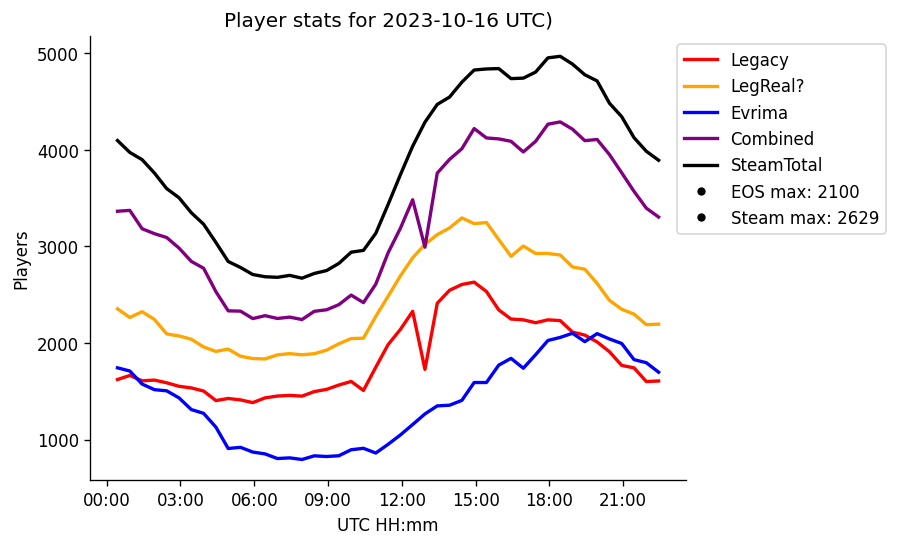 Player stats for 2023-10-16 UTC)
5000
4000
3000
2000
1000
Players
00:00 03:00 06:00 09:00 12:00 15:00 18:00 21:00
UTC HH:mm
Legacy
LegReal?
Evrima
Combined
SteamTotal
EOS max: 2100
Steam max: 2629